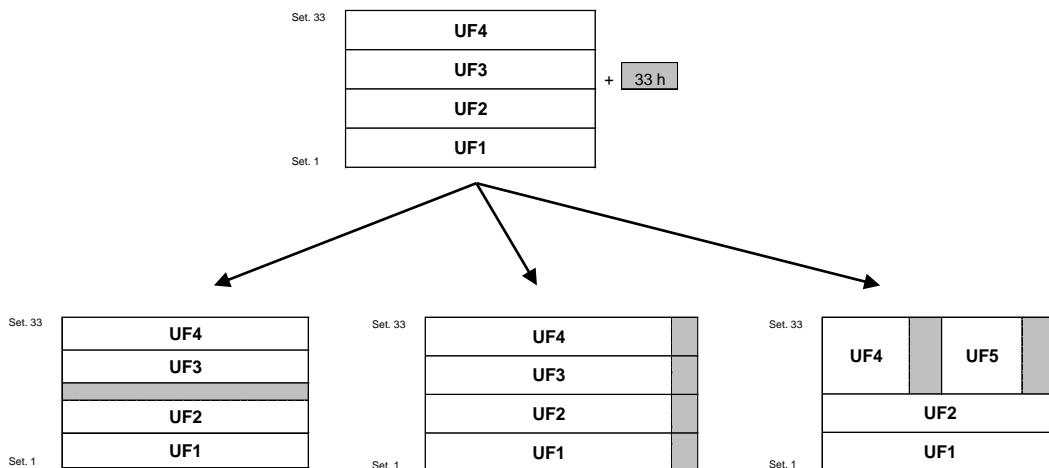 Set. 33
UF4
UF3
+ 33 h
UF2
UF1
Set. 1
Set. 33
UF4
UF3
UF2
UF1
Set. 1
Set. 33
UF4
UF3
UF2
UF1
Set. 1
Set. 33
UF4
UF5
UF2
UF1
Set. 1